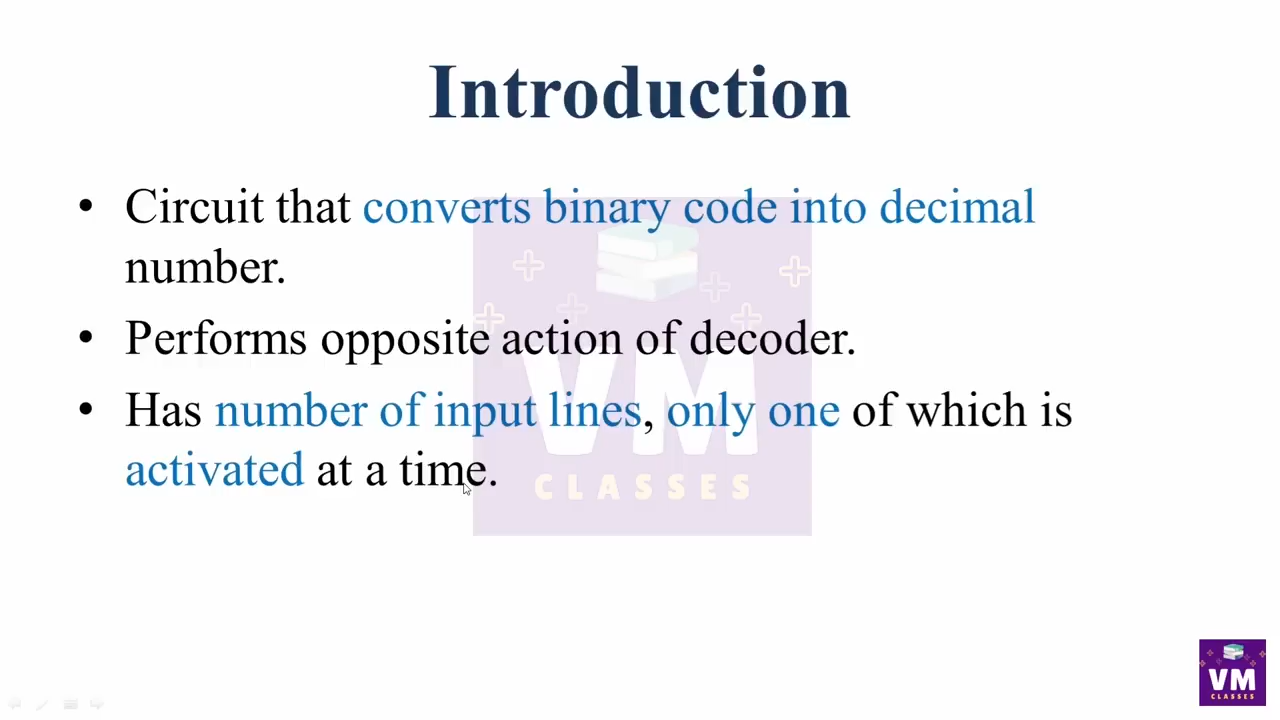 Introduction
• Circuit that converts binary code into decimal
number.
• Performs opposite action of decoder.
• Has number of input lines, only one of which is
activated at a time.
VM
CLASSES
VM
CLASSES